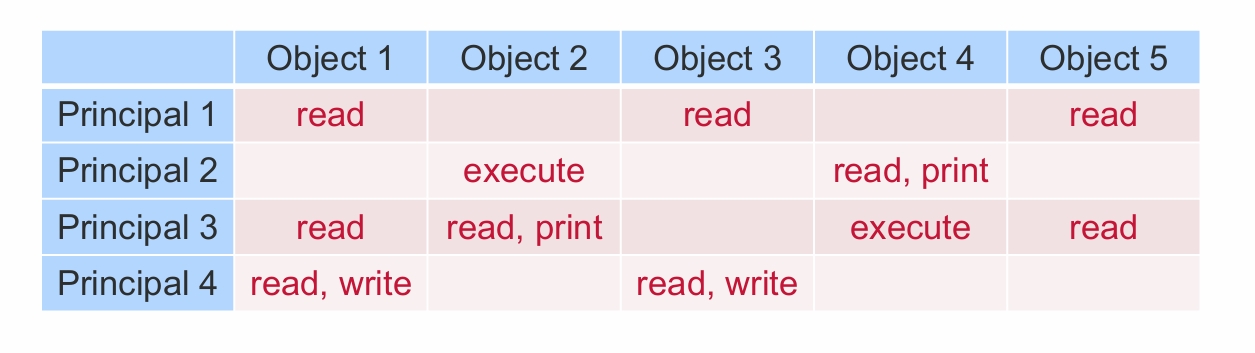 Object 1 Object 2 Object 3 Object 4 Object 5
Principal 1 read read read
Principal 2 execute read, print
Principal 3 read read, print execute read
Principal 4 read, write read, write